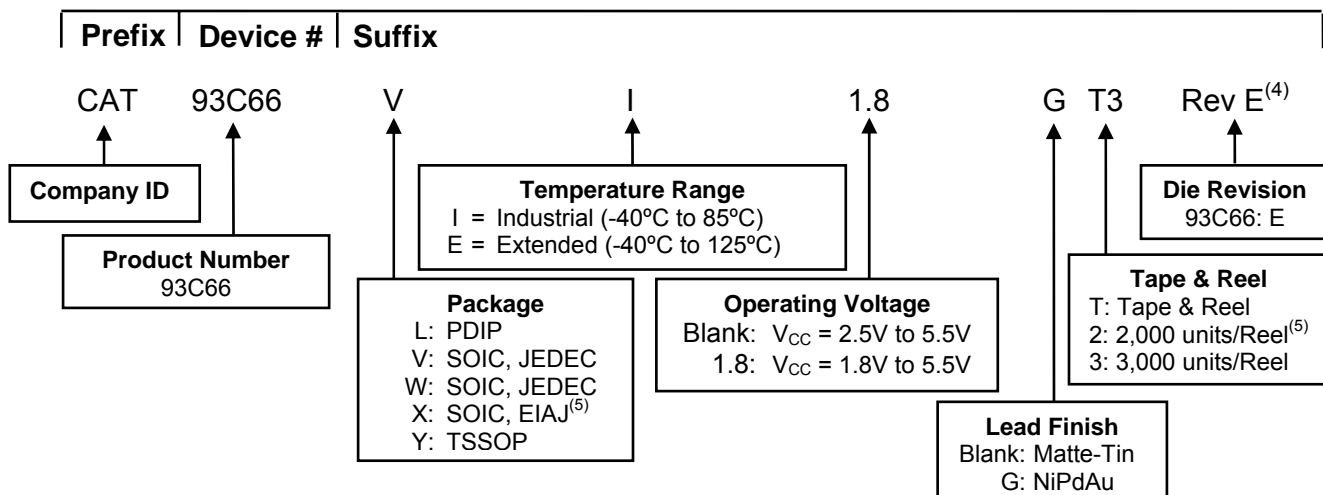 Prefix Device # Suffix
CAT 93C66 V I 1.8 G T3 Rev E(4)
Company ID
Product Number
93C66
Temperature Range
I = Industrial (-40ºC to 85ºC)
E = Extended (-40ºC to 125ºC)
Die Revision
93C66: E
Package
L: PDIP
V: SOIC, JEDEC
W: SOIC, JEDEC
X: SOIC, EIAJ(5)
Y: TSSOP
Operating Voltage
Blank: VCC = 2.5V to 5.5V
1.8: VCC = 1.8V to 5.5V
Tape & Reel
T: Tape & Reel
2: 2,000 units/Reel(5)
3: 3,000 units/Reel
Lead Finish
Blank: Matte-Tin
G: NiPdAu